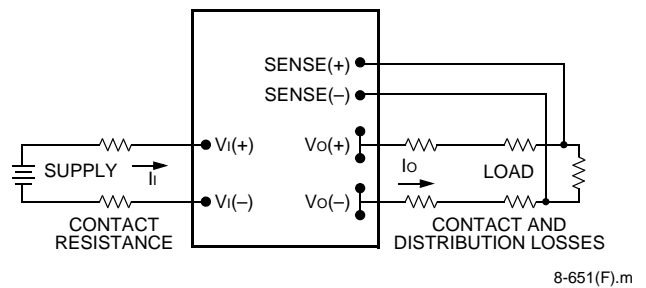 SENSE(+)
SENSE(–)
VI(+)
VO(+)
SUPPLY
II
IO
LOAD
VI(–)
VO(–)
CONTACT
RESISTANCE
CONTACT AND
DISTRIBUTION LOSSES
8-651(F).m